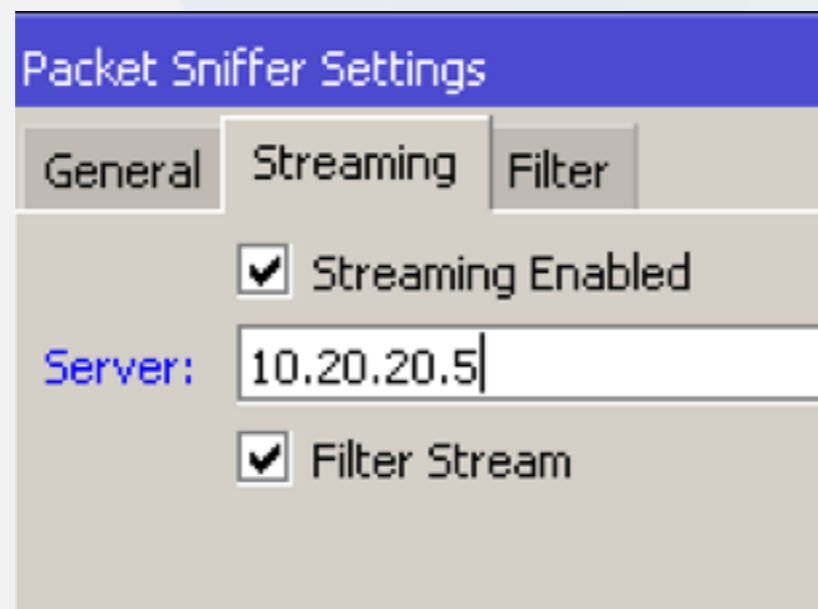 Packet Sniffer Settings
General Streaming Filter
Streaming Enabled
Server: 10.20.20.5
Filter Stream